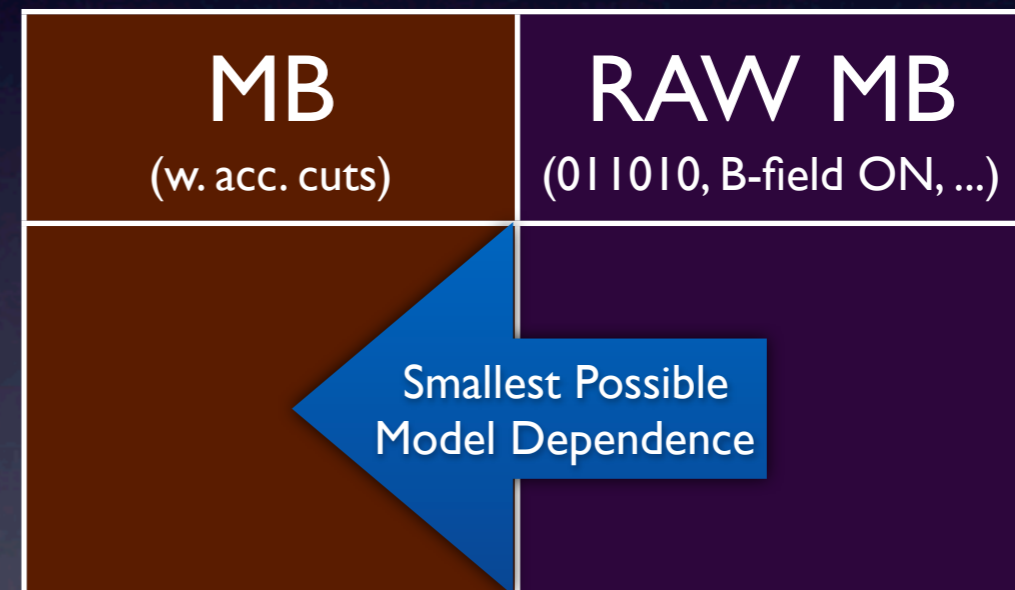 MB
(w. acc. cuts)
RAW MB
(011010, B-field ON, ...)
Smallest Possible
Model Dependence